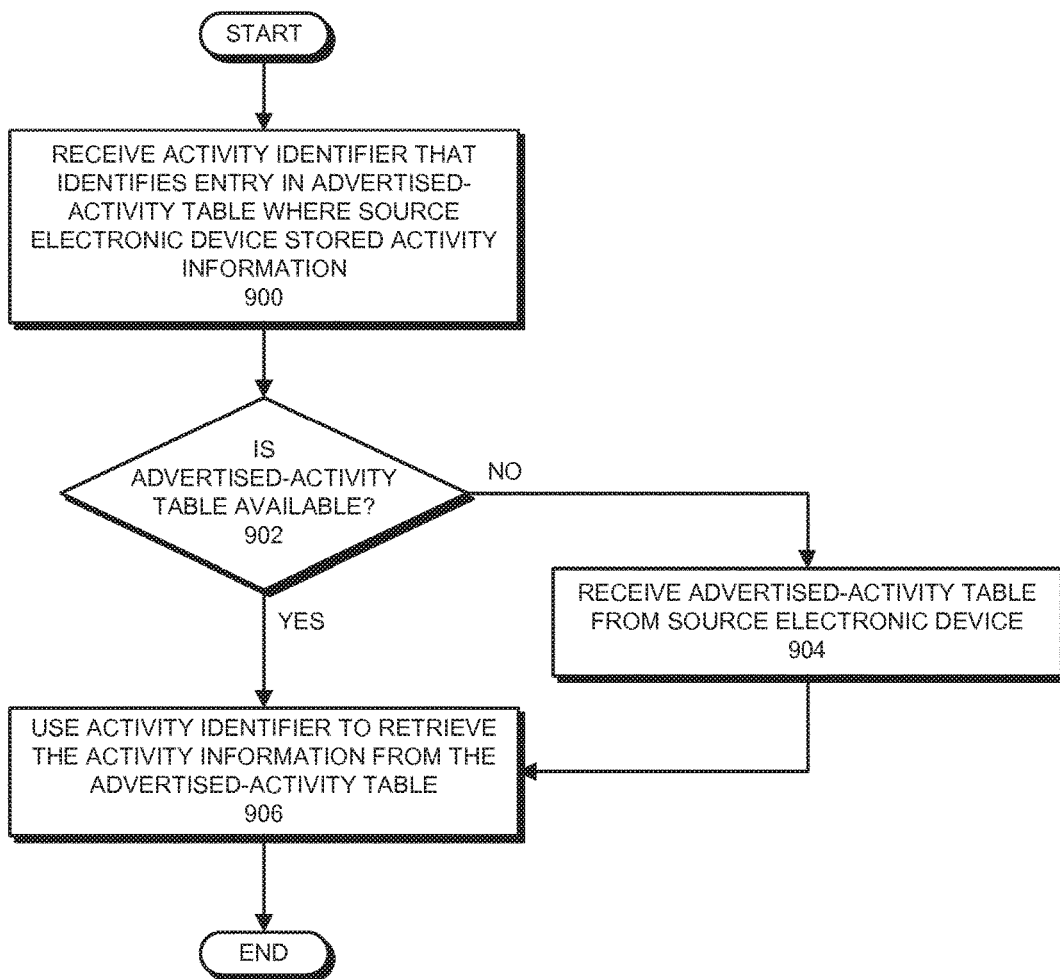 START
RECEIVE ACTIVITY IDENTIFIER THAT
IDENTIFIES ENTRY IN ADVERTISED-
ACTIVITY TABLE WHERE SOURCE
ELECTRONIC DEVICE STORED ACTIVITY
INFORMATION
900
IS
ADVERTISED-ACTIVITY
TABLE AVAILABLE?
902
NO
YES
RECEIVE ADVERTISED-ACTIVITY TABLE
FROM SOURCE ELECTRONIC DEVICE
904
USE ACTIVITY IDENTIFIER TO RETRIEVE
THE ACTIVITY INFORMATION FROM THE
ADVERTISED-ACTIVITY TABLE
906
END